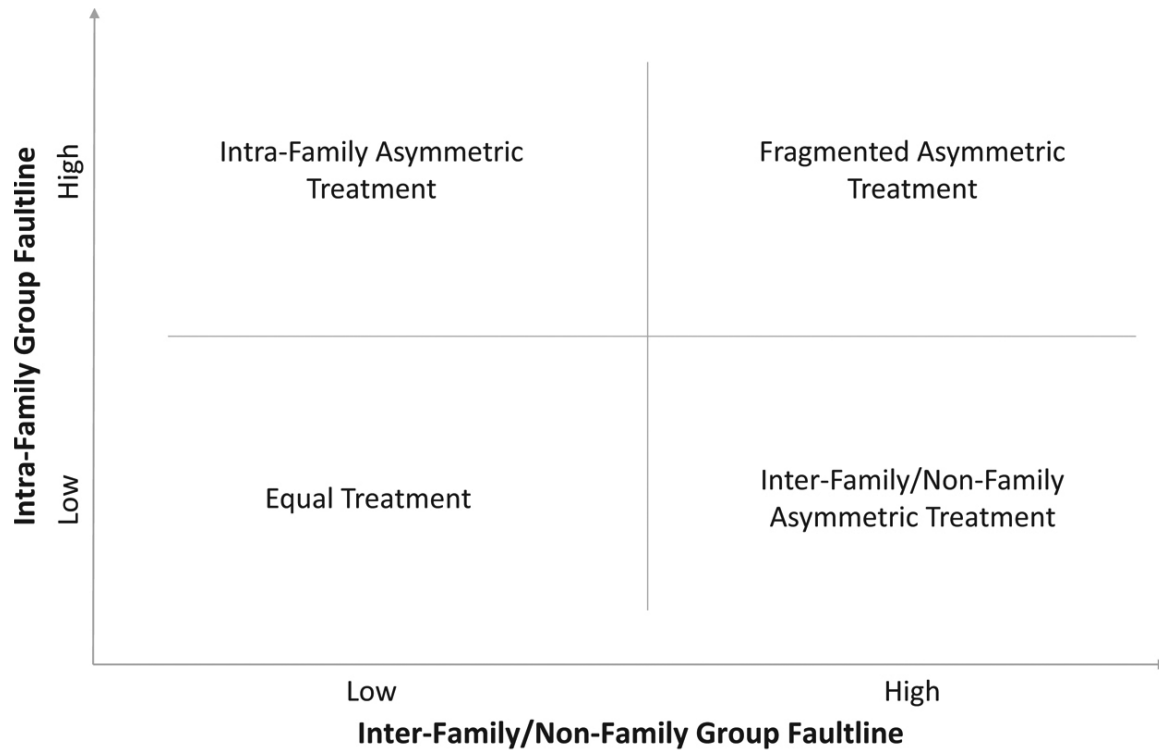 Intra-Family Group Faultline
High
Low
Intra-Family Asymmetric
Treatment
Fragmented Asymmetric
Treatment
Equal Treatment
Inter-Family/Non-Family
Asymmetric Treatment
Low
High
Inter-Family/Non-Family Group Faultline